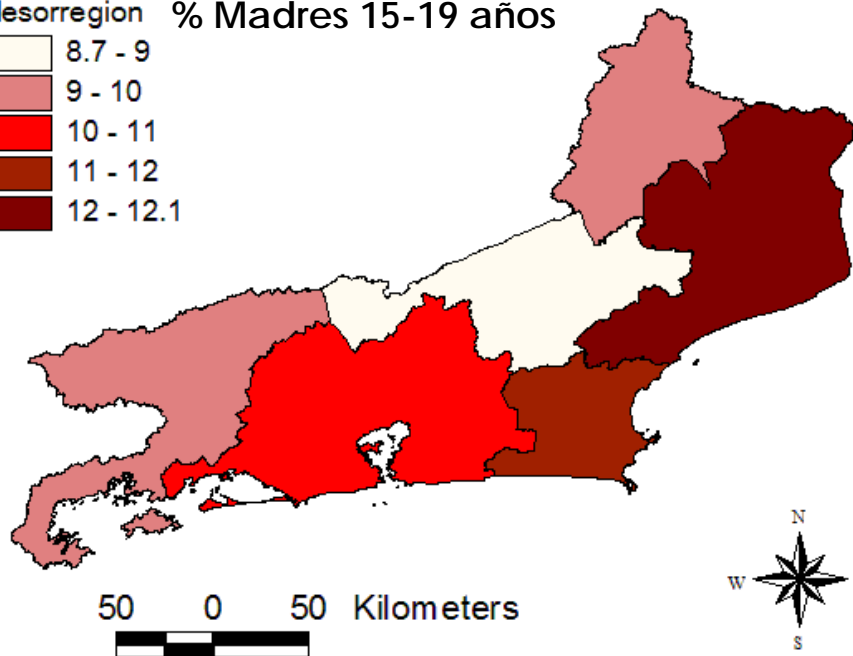 % Madres 15-19 años
esorregion
8.7 - 9
9 - 10
10 - 11
11 - 12
12 - 12.1
N
W
S
50 0 50 Kilometers